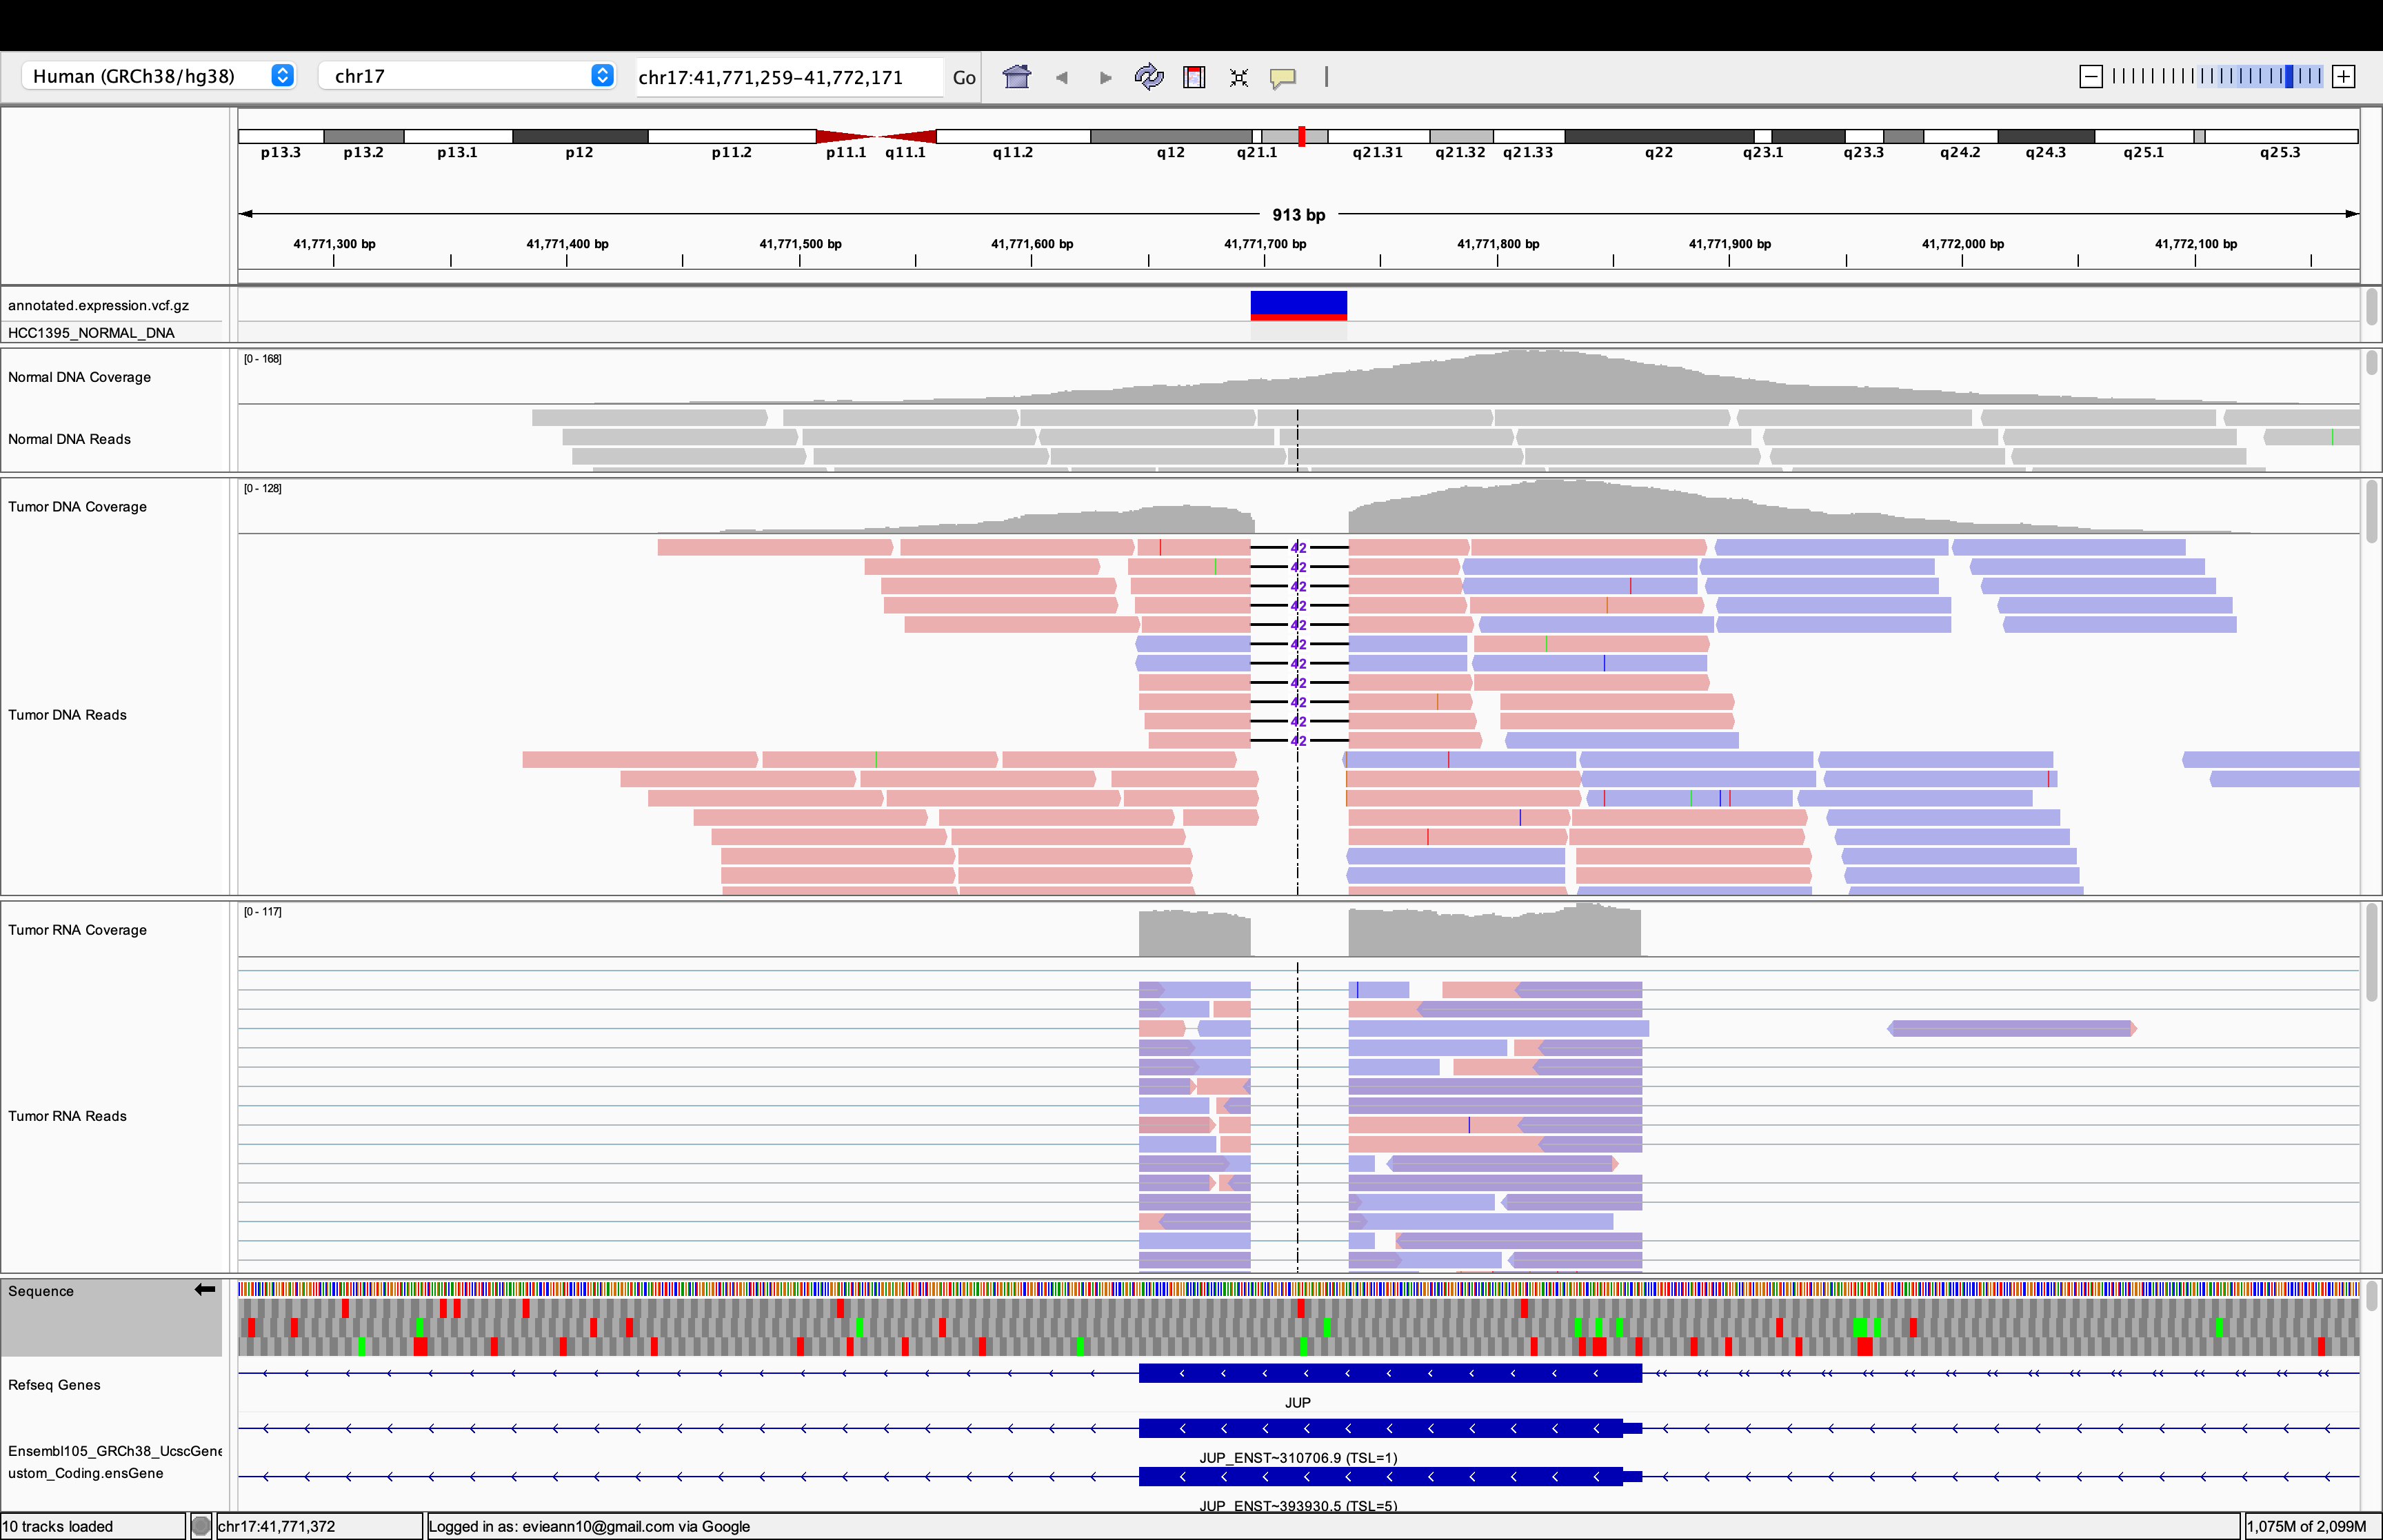 Human (GRCh38/hg38) chr17 chr17:41,771,259-41,772,171 Go
p13.3 p13.2 p13.1 p12 p11.2 p11.1 q11.1 q11.2 q12 q21.1 q21.31 q21.32 q21.33 q22 q23.1 q23.3 q24.2 q24.3 q25.1 q25.3
913 bp
41,771,300 bp 41,771,400 bp 41,771,500 bp 41,771,600 bp 41,771,700 bp 41,771,800 bp 41,771,900 bp 41,772,000 bp 41,772,100 bp
annotated.expression.vcf.gz
HCC1395_NORMAL_DNA
[0 - 168]
Normal DNA Coverage
Normal DNA Reads
[0 - 128]
Tumor DNA Coverage
42
42
42
42
42
42
42
42
42
42
42
Tumor DNA Reads
[0 - 117]
Tumor RNA Coverage
Tumor RNA Reads
Sequence
Refseq Genes
JUP
Ensembl105_GRCh38_UcscGene
JUP_ENST~310706.9 (TSL=1)
ustom_Coding.ensGene
JUP_ENST~393930.5 (TSL=5)
10 tracks loaded chr17:41,771,372 Logged in as: evieann10@gmail.com via Google 1,075M of 2,099M